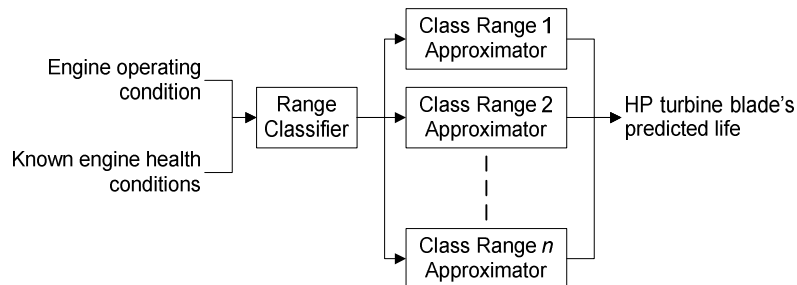 Engine operating
condition
Known engine health
conditions
Range
Classifier
Class Range 1
Approximator
Class Range 2
Approximator
Class Range n
Approximator
HP turbine blade's
predicted life